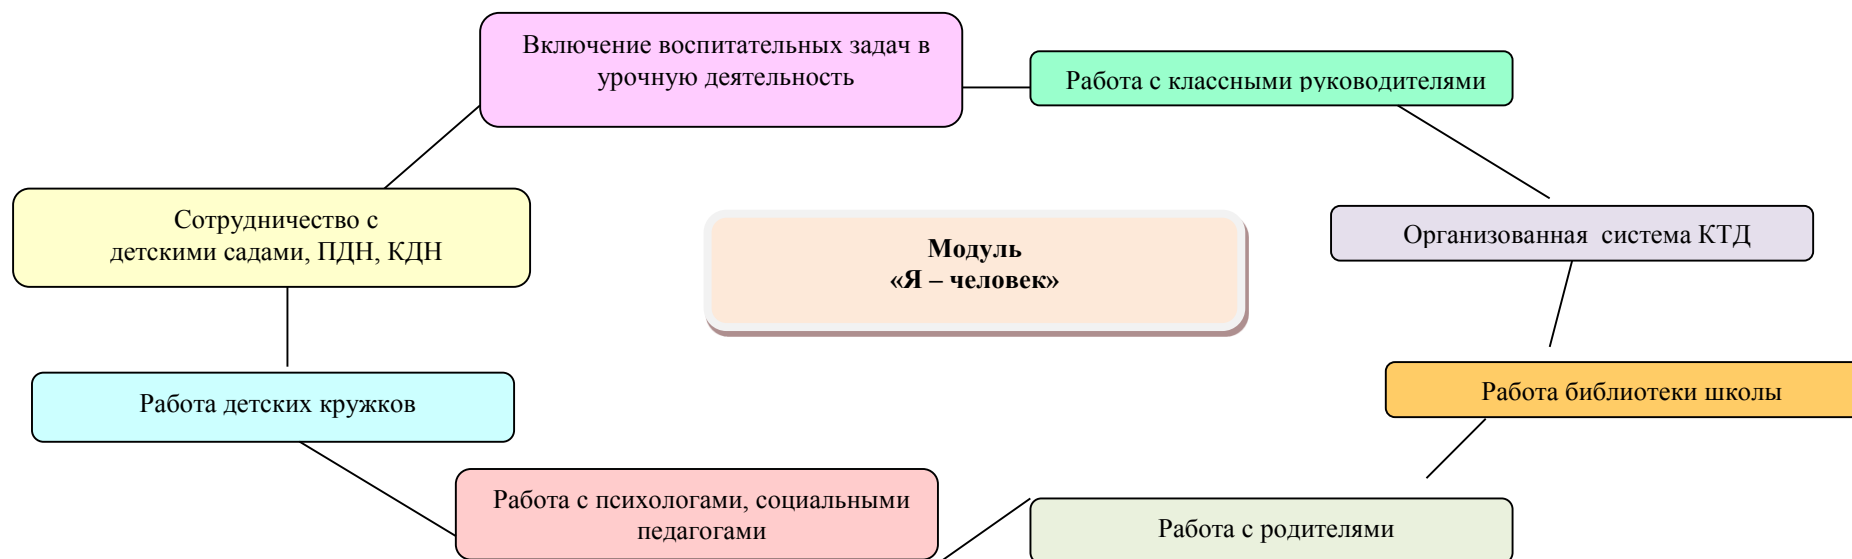 Включение воспитательных задач в
урочную деятельность
Работа с классными руководителями
Сотрудничество с
детскими садами, ПДН, КДН
Модуль
«Я – человек»
Организованная  система КТД
Работа детских кружков
Работа библиотеки школы
Работа с психологами, социальными
педагогами
Работа с родителями